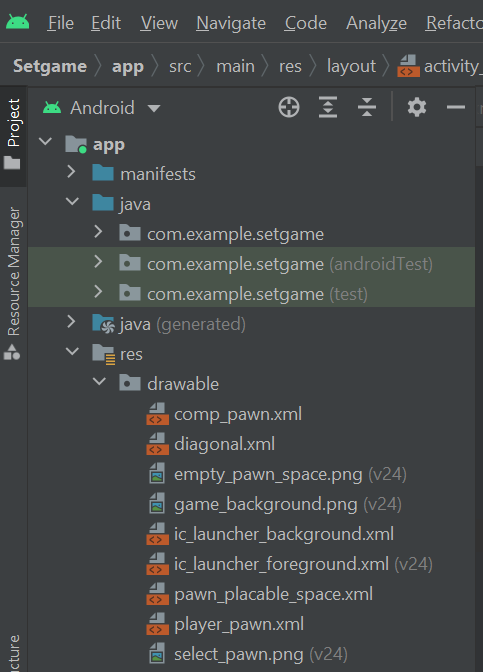 File Edit View Navigate Code Analyze Refacto
Setgame app src main res layout activity_
Project
Android
app
manifests
java
com.example.setgame
com.example.setgame (androidTest)
com.example.setgame (test)
Resource Manager
java (generated)
res
drawable
comp_pawn.xml
diagonal.xml
empty_pawn_space.png (v24)
game_background.png (v24)
ic_launcher_background.xml
ic_launcher_foreground.xml (v24)
pawn_placable_space.xml
player_pawn.xml
select_pawn.png (v24)
cture